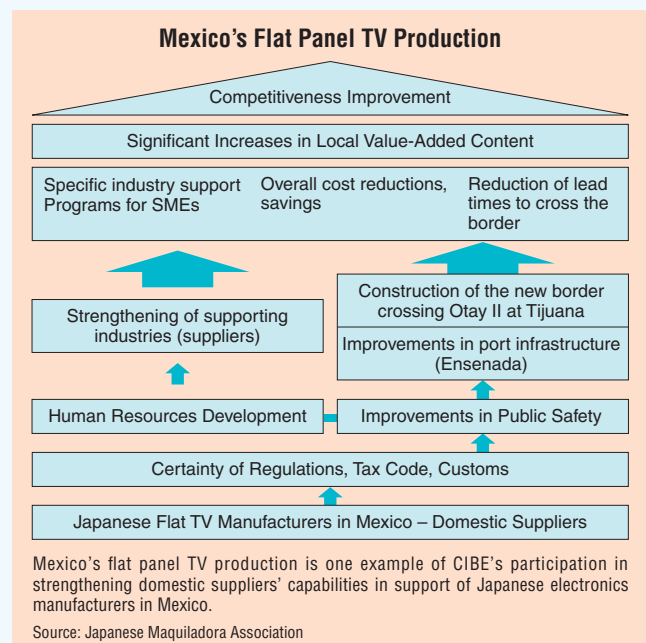 Mexico's Flat Panel TV Production
Competitiveness Improvement
Significant Increases in Local Value-Added Content
Specific industry support
Programs for SMEs
Overall cost reductions,
savings
Reduction of lead
times to cross the
border
Strengthening of supporting
industries (suppliers)
Construction of the new border
crossing Otay II at Tijuana
Improvements in port infrastructure
(Ensenada)
Human Resources Development
Improvements in Public Safety
Certainty of Regulations, Tax Code, Customs
Japanese Flat TV Manufacturers in Mexico – Domestic Suppliers
Mexico's flat panel TV production is one example of CIBE's participation in
strengthening domestic suppliers' capabilities in support of Japanese electronics
manufacturers in Mexico.
Source: Japanese Maquiladora Association